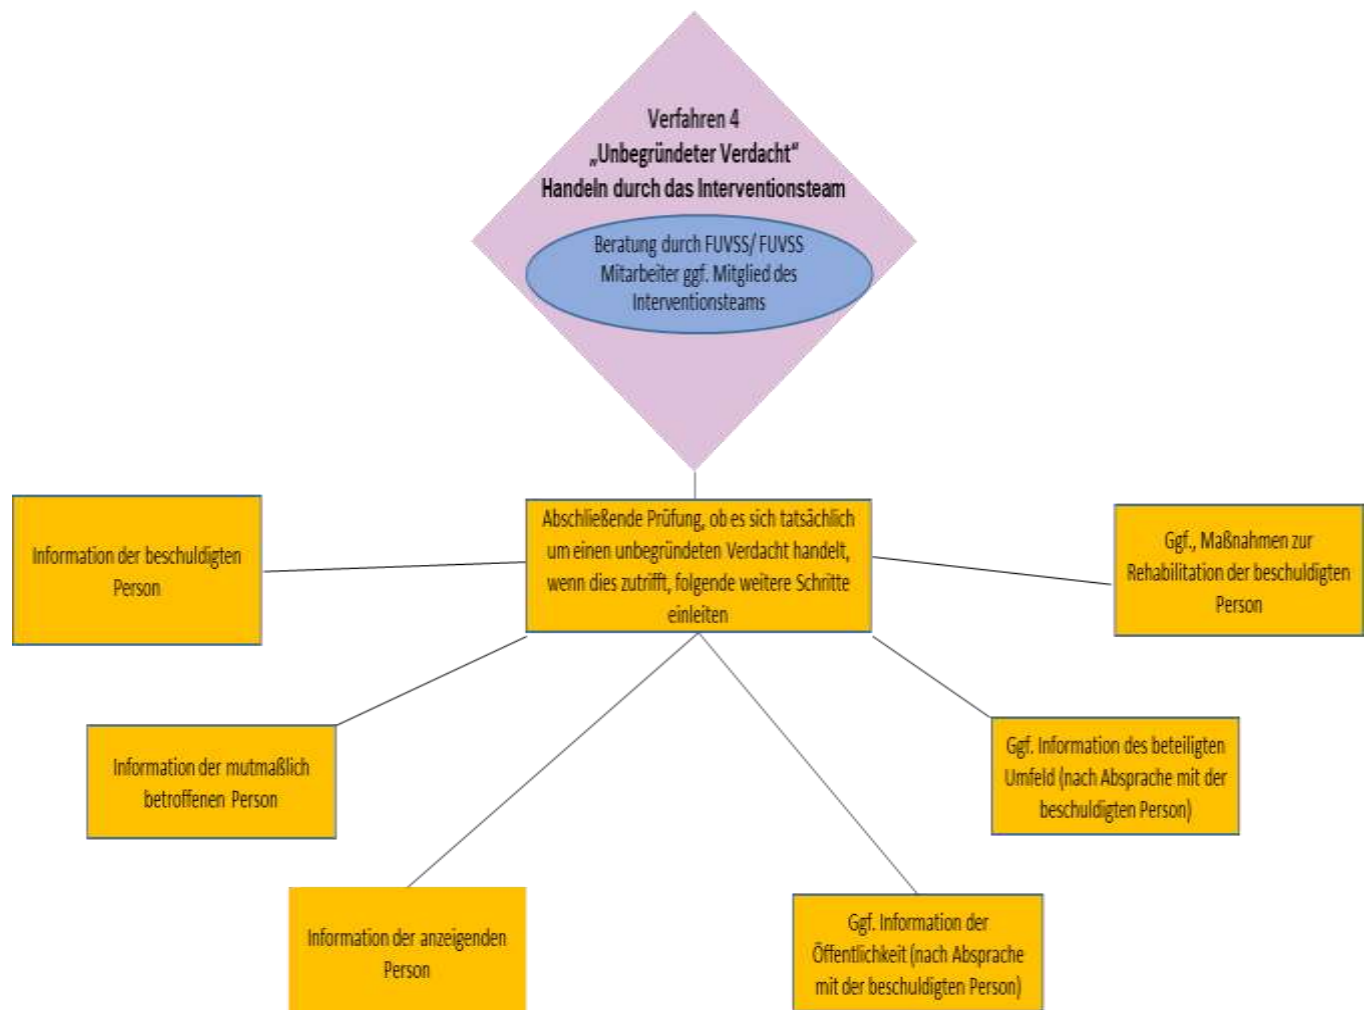 Verfahren 4
„Unbegründeter Verdacht“
Handeln durch das Interventionsteam
Beratung durch FUVSS/ FUVSS
Mitarbeiter ggf. Mitglied des
Interventionsteams
Information der beschuldigten
Person
Abschließende Prüfung, ob es sich tatsächlich
um einen unbegründeten Verdacht handelt,
wenn dies zutrifft, folgende weitere Schritte
einleiten
Ggf., Maßnahmen zur
Rehabilitation der beschuldigten
Person
Information der mutmaßlich
betroffenen Person
Ggf. Information des beteiligten
Umfeld (nach Absprache mit der
beschuldigten Person)
Information der anzeigenden
Person
Ggf. Information der
Öffentlichkeit (nach Absprache
mit der beschuldigten Person)